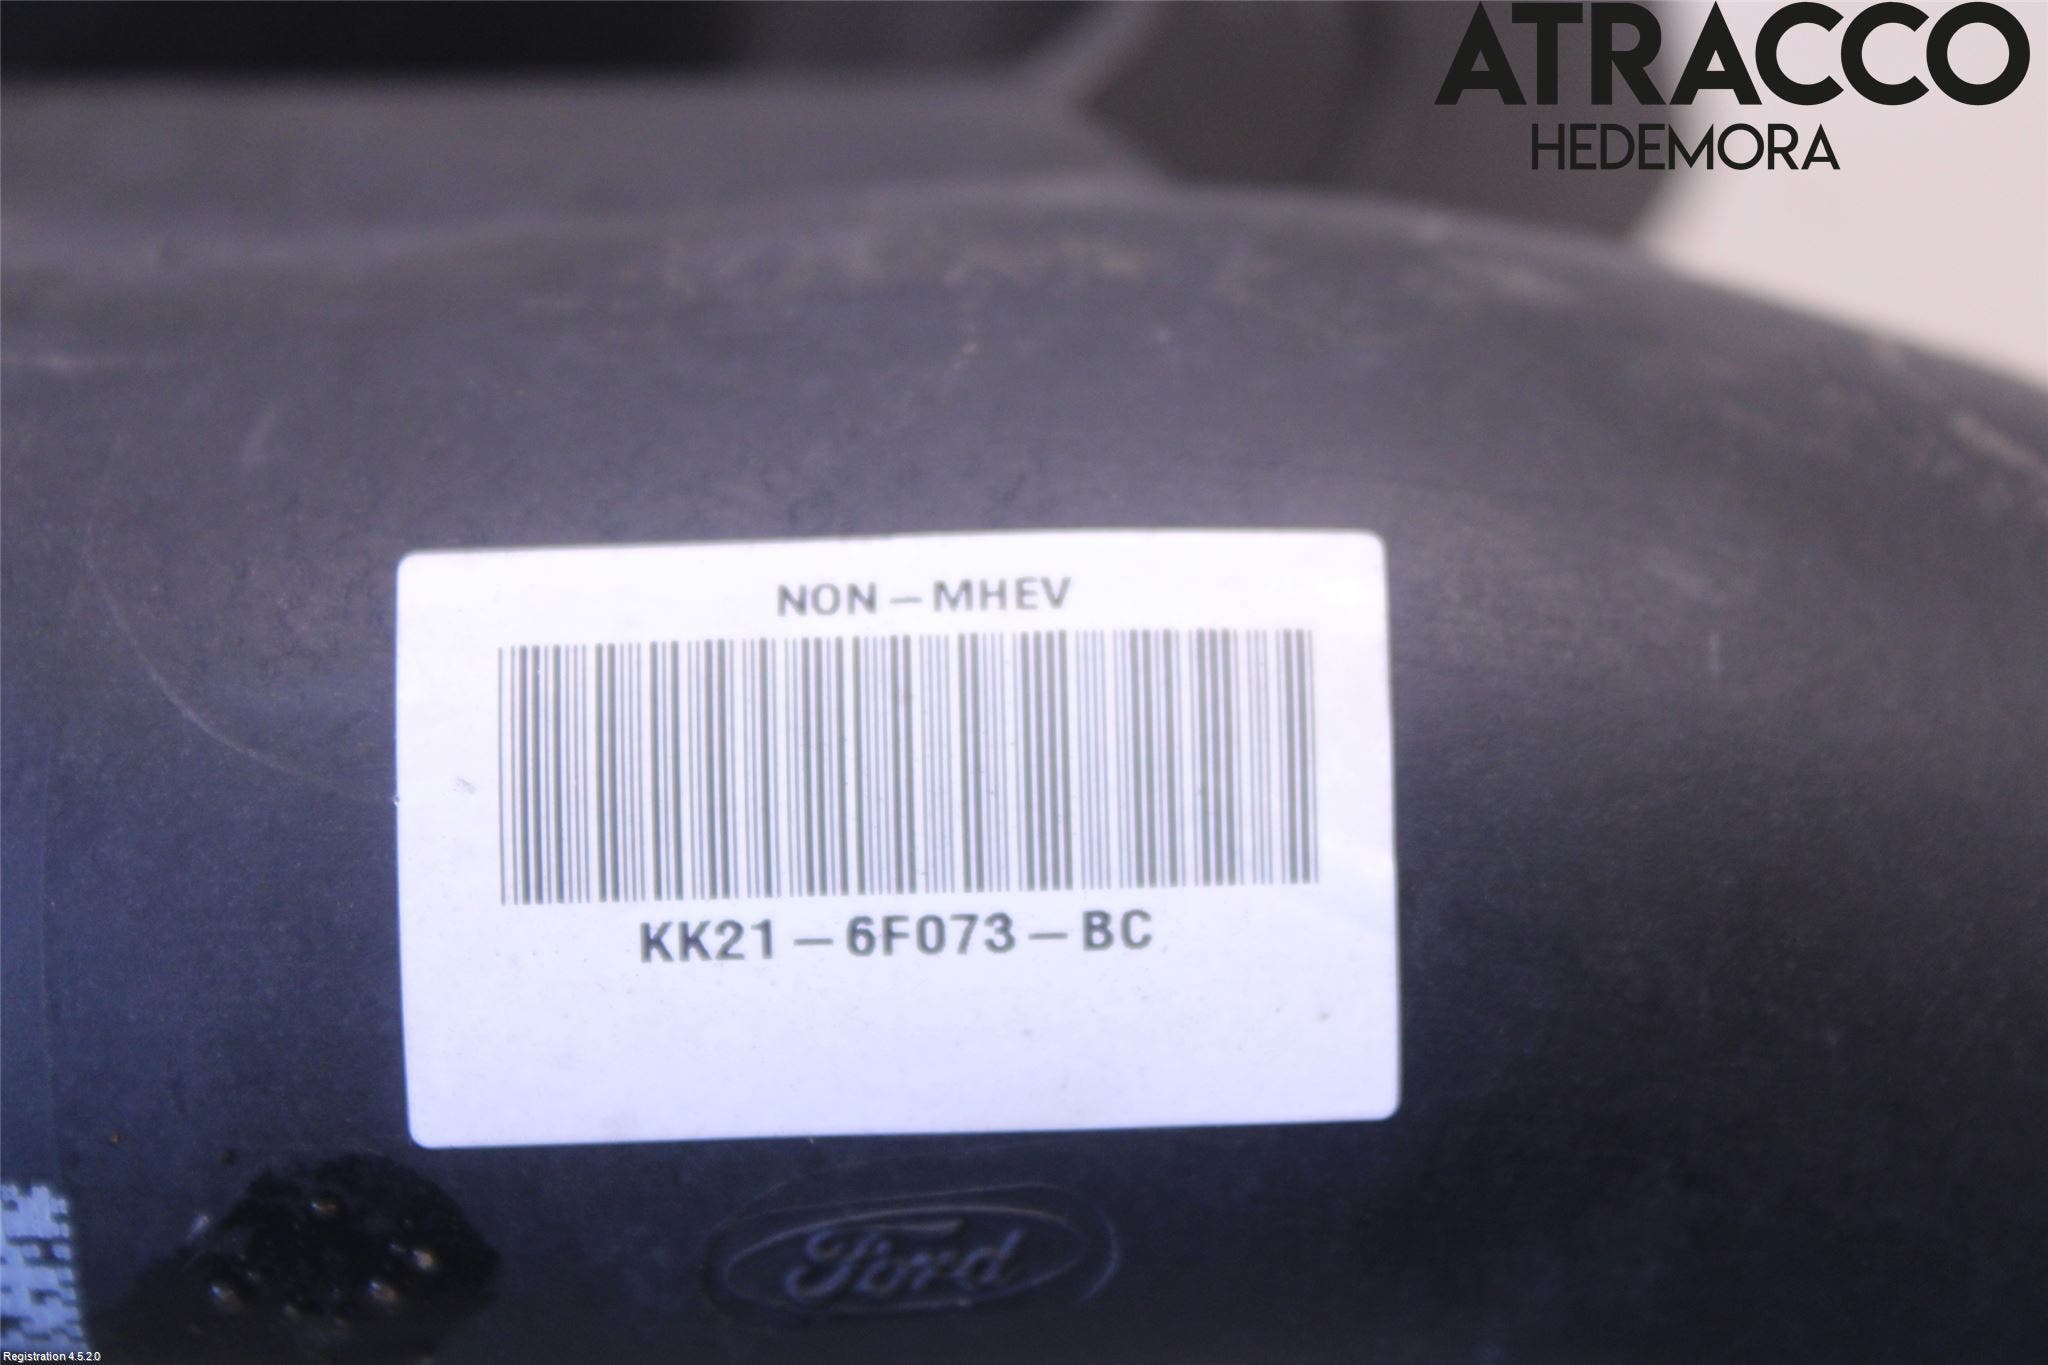 ATRACCO
HEDEMORA
NON-MHEV
KK21-6F073-BC
Ford
Registration 4.5.2.0